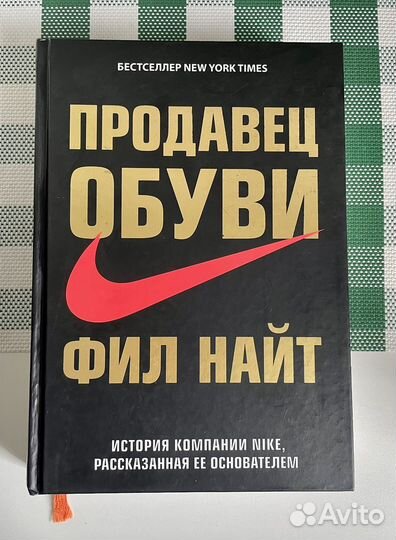 БЕСТСЕЛЛЕР NEW YORK TIMES
ПРОДАВЕЦ
ОБУВИ
ФИЛ НАЙТ
ИСТОРИЯ КОМПАНИИ NIKE,
РАССКАЗАННАЯ ЕЕ ОСНОВАТЕЛЕМ
Avito